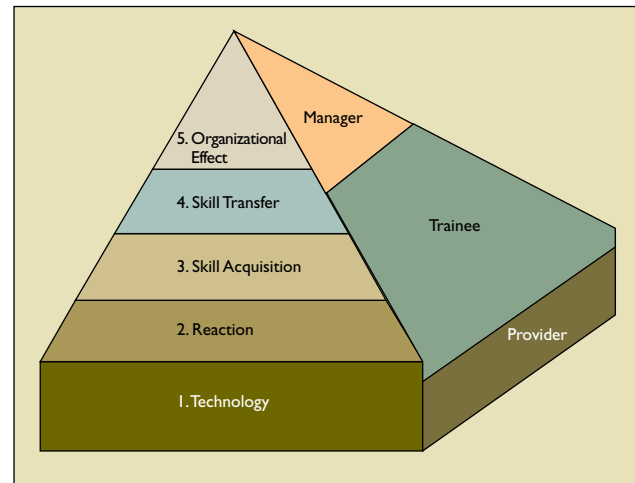 Manager
5. Organizational
Effect
4. Skill Transfer
Trainee
3. Skill Acquisition
2. Reaction
Provider
1. Technology